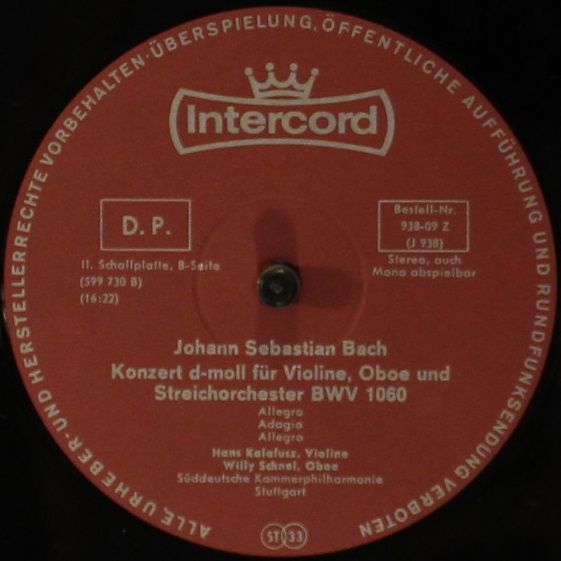 ALLE URHEBER- UND HERSTELLERRECHTE VORBEHALTEN · ÜBERSPIELUNG, ÖFFENTLICHE AUFFÜHRUNG UND RUNDFUNKSENDUNG VERBOTEN
Intercord
D. P.
II. Schallplatte, B-Seite
(S99 730 B)
(16:22)
Bestell-Nr.
938-09 Z
(J 938)
Stereo, auch
Mono abspielbar
Johann Sebastian Bach
Konzert d-moll für Violine, Oboe und
Streichorchester BWV 1060
Allegro
Adagio
Allegro
Hans Kalafusz, Violine
Willy Schnel, Oboe
Süddeutsche Kammerphilharmonie
Stuttgart
ST 33